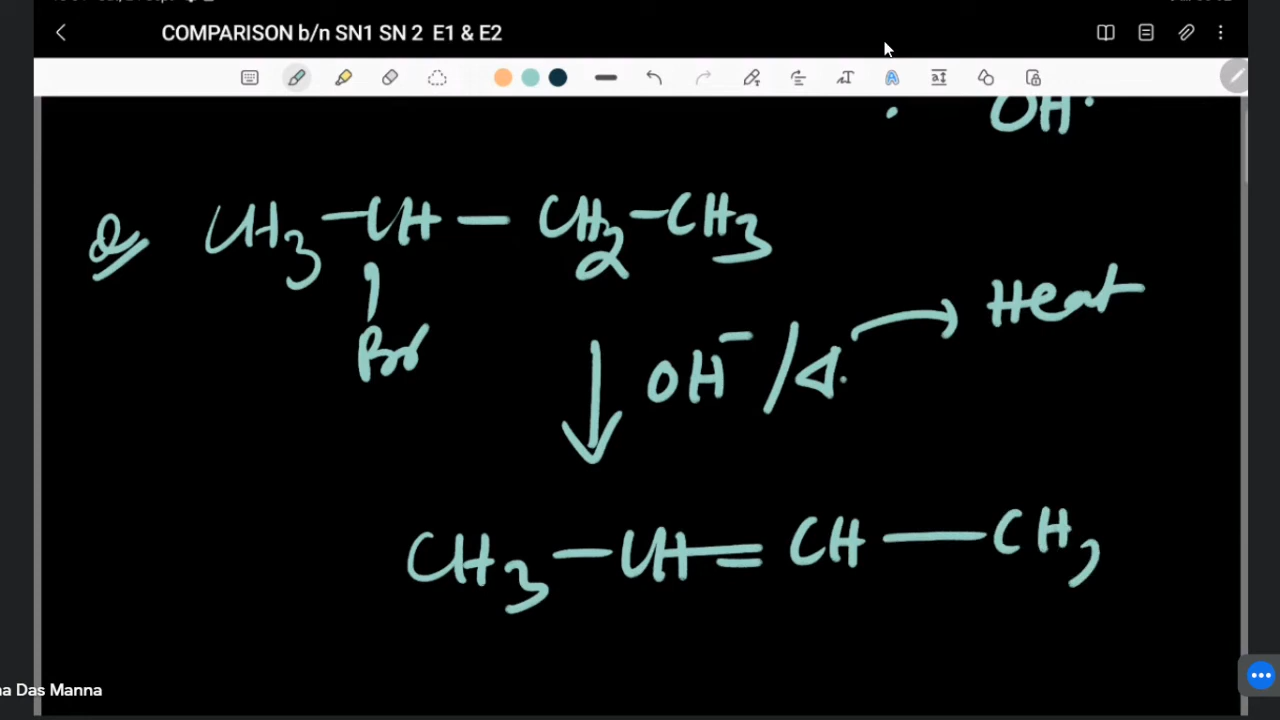 COMPARISON b/n SN1 SN 2 E1 & E2
OH
Q CH3 - CH - CH2 - CH3
Br
OH⁻ / Δ → Heat
CH3 - CH = CH - CH3
a Das Manna